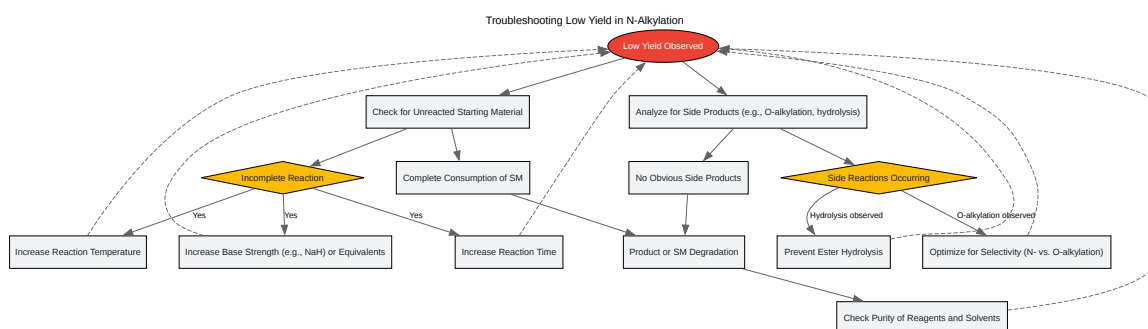 Troubleshooting Low Yield in N-Alkylation
Low Yield Observed
Check for Unreacted Starting Material
Analyze for Side Products (e.g., O-alkylation, hydrolysis)
Incomplete Reaction
Complete Consumption of SM
No Obvious Side Products
Side Reactions Occurring
Yes
Yes
Yes
Hydrolysis observed
O-alkylation observed
Increase Reaction Temperature
Increase Base Strength (e.g., NaH) or Equivalents
Increase Reaction Time
Product or SM Degradation
Prevent Ester Hydrolysis
Optimize for Selectivity (N- vs. O-alkylation)
Check Purity of Reagents and Solvents